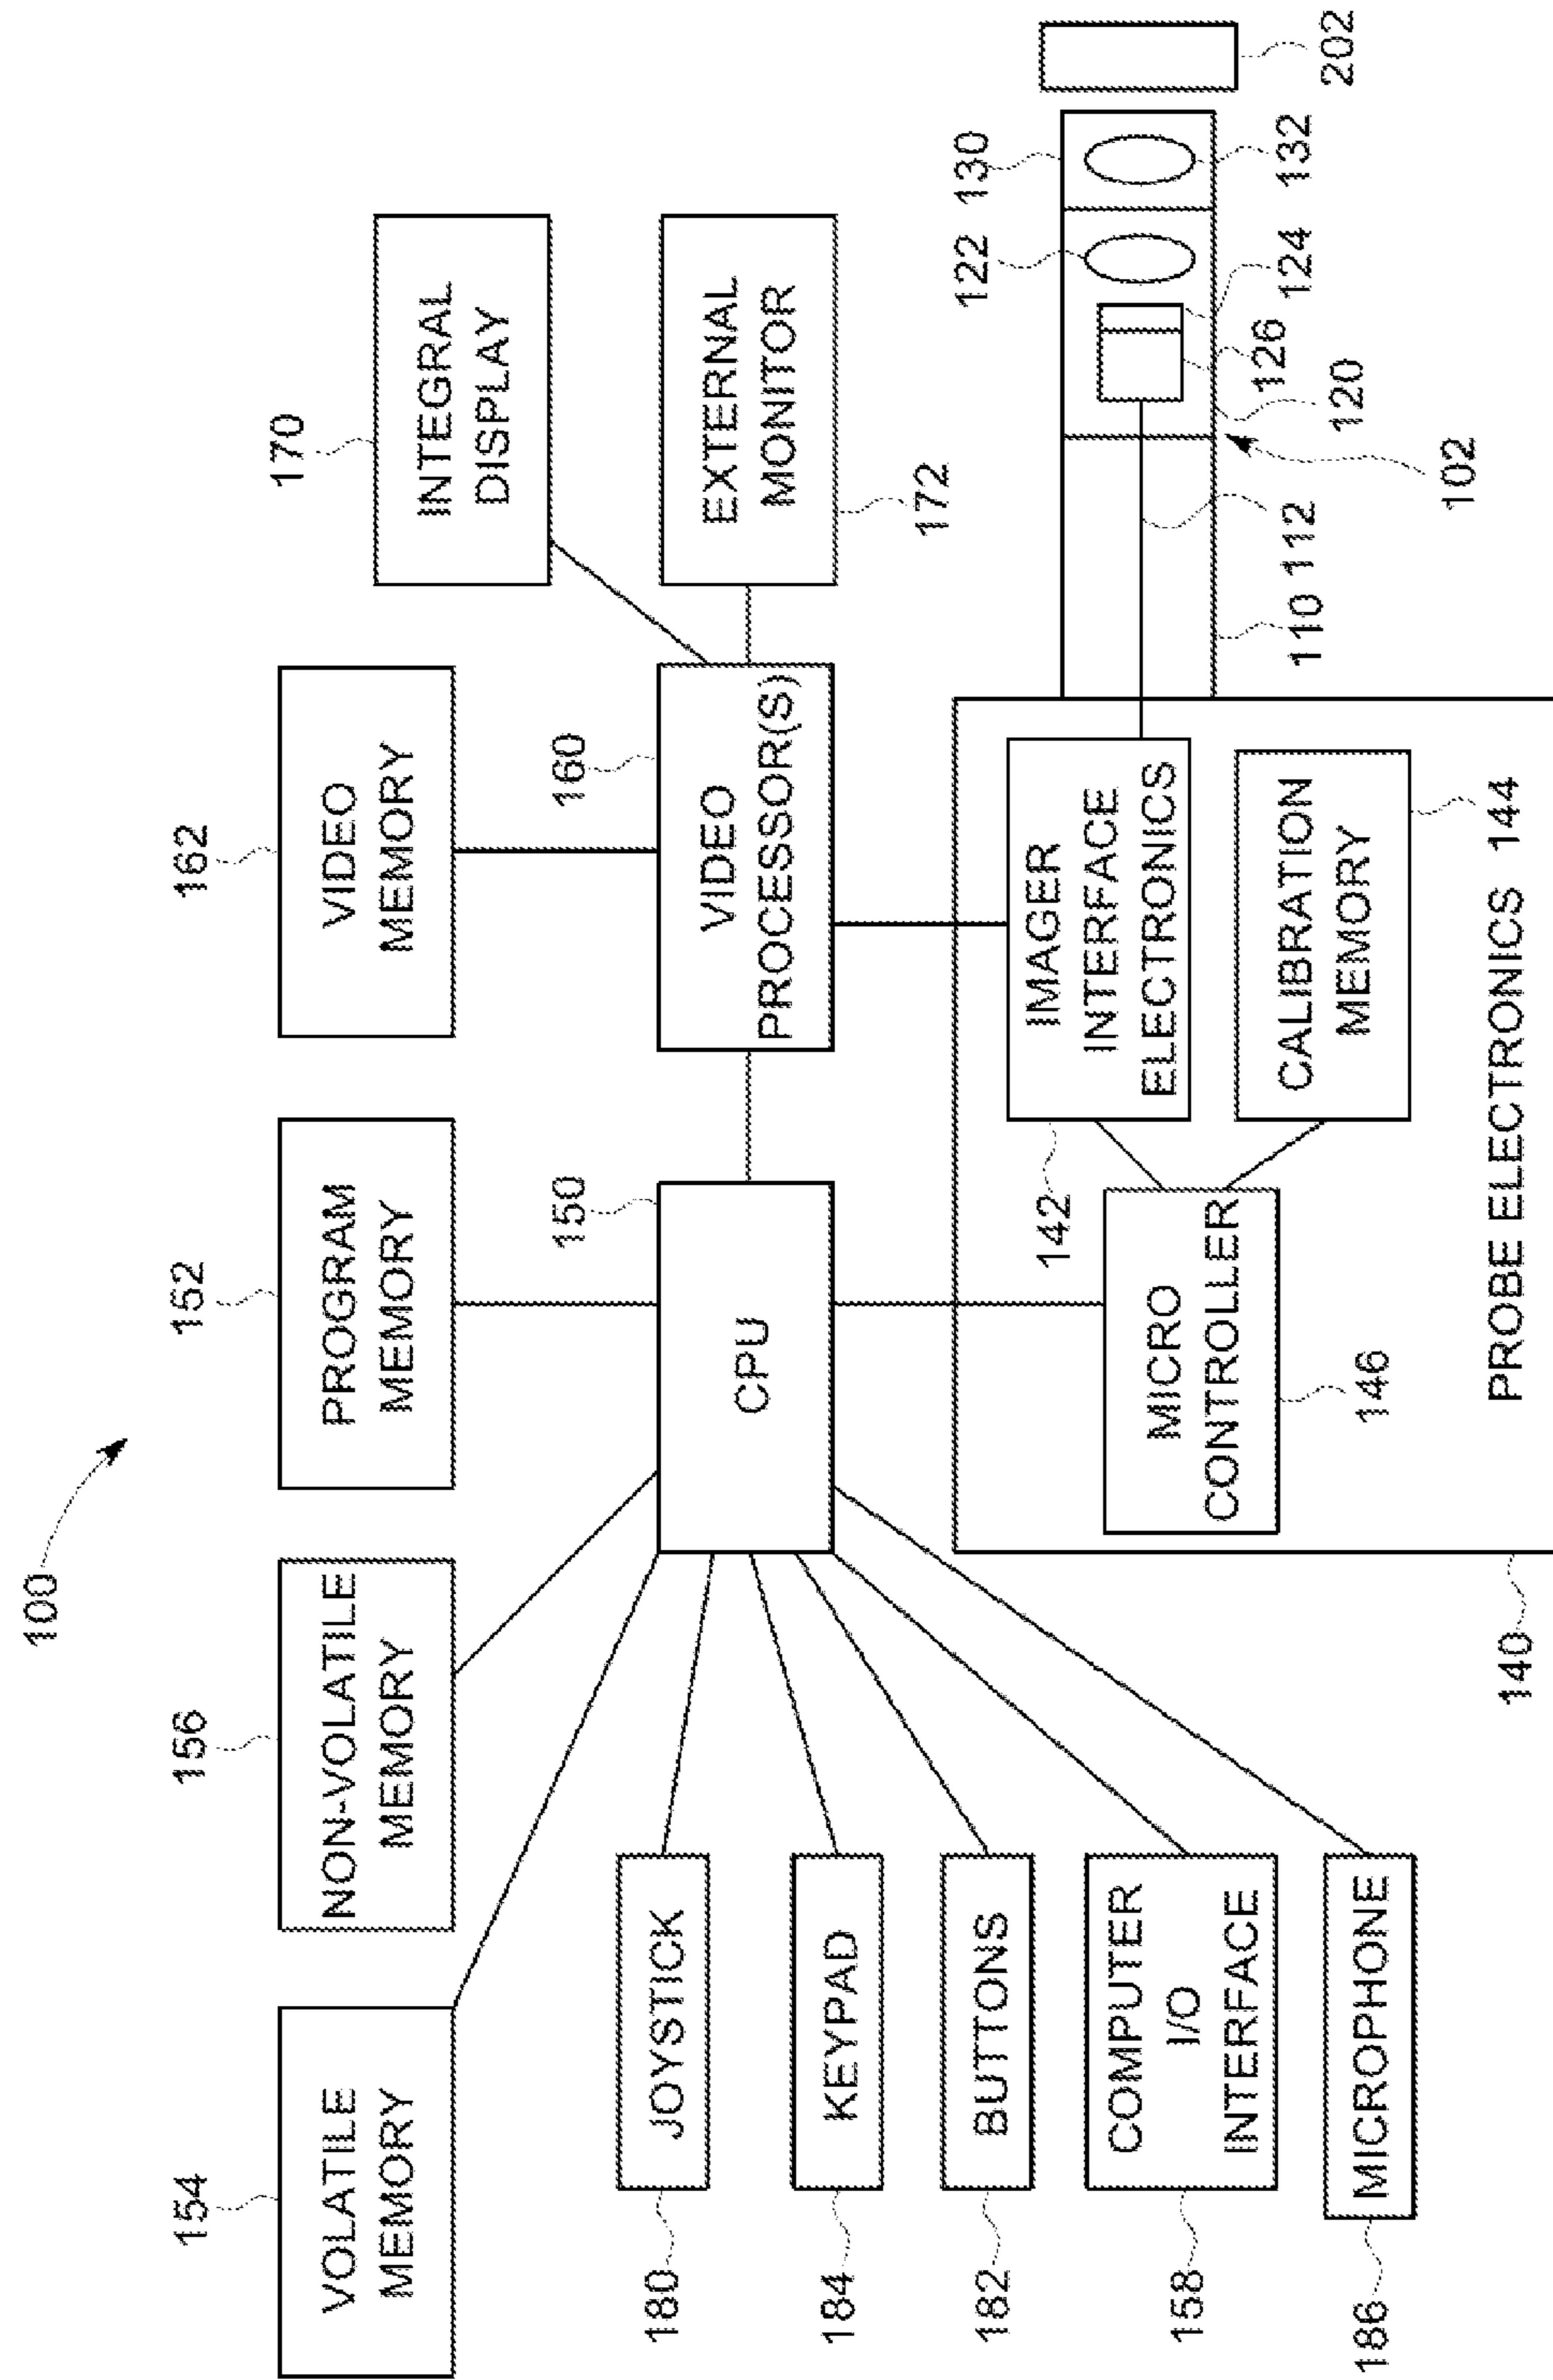 100
154
VOLATILE
MEMORY
156
NON-VOLATILE
MEMORY
152
PROGRAM
MEMORY
162
VIDEO
MEMORY
170
INTEGRAL
DISPLAY
150
CPU
160
VIDEO
PROCESSOR(S)
EXTERNAL
MONITOR
172
180
JOYSTICK
184
KEYPAD
182
BUTTONS
158
COMPUTER
I/O
INTERFACE
186
MICROPHONE
142
IMAGER
INTERFACE
ELECTRONICS
MICRO
CONTROLLER
146
CALIBRATION
MEMORY
144
PROBE ELECTRONICS
140
122
130
110
112
102
120
126
124
132
202